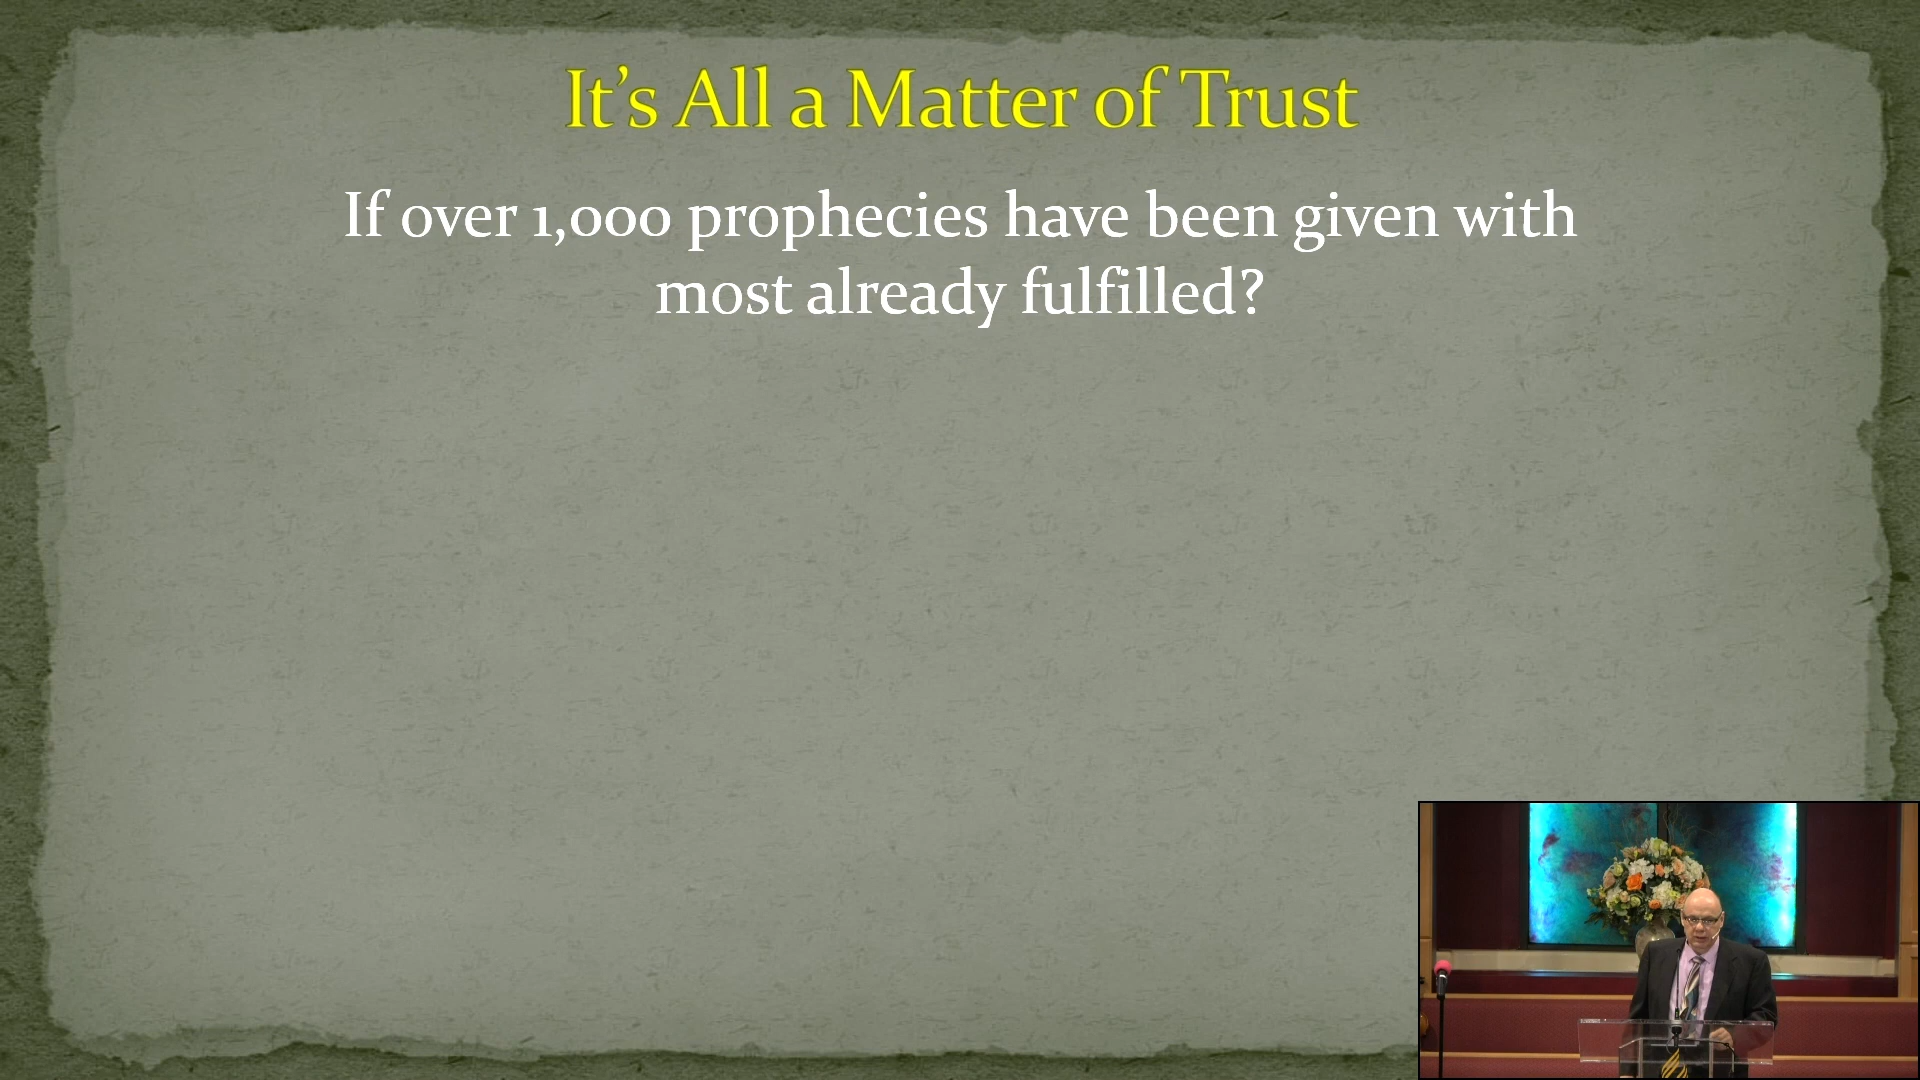 It’s All a Matter of Trust
If over 1,000 prophecies have been given with
most already fulfilled?